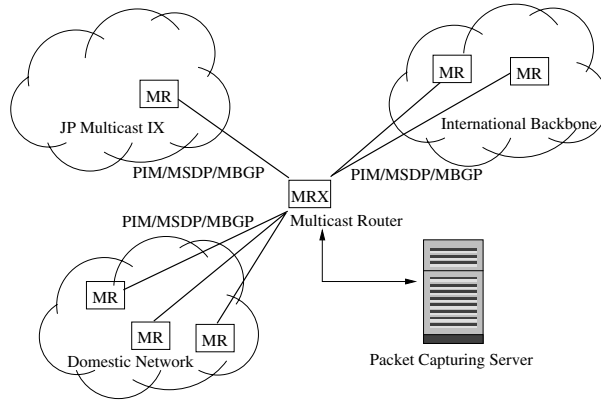 MR
MR
MR
JP Multicast IX
International Backbone
PIM/MSDP/MBGP
PIM/MSDP/MBGP
MRX
PIM/MSDP/MBGP
Multicast Router
MR
MR
MR
Domestic Network
Packet Capturing Server